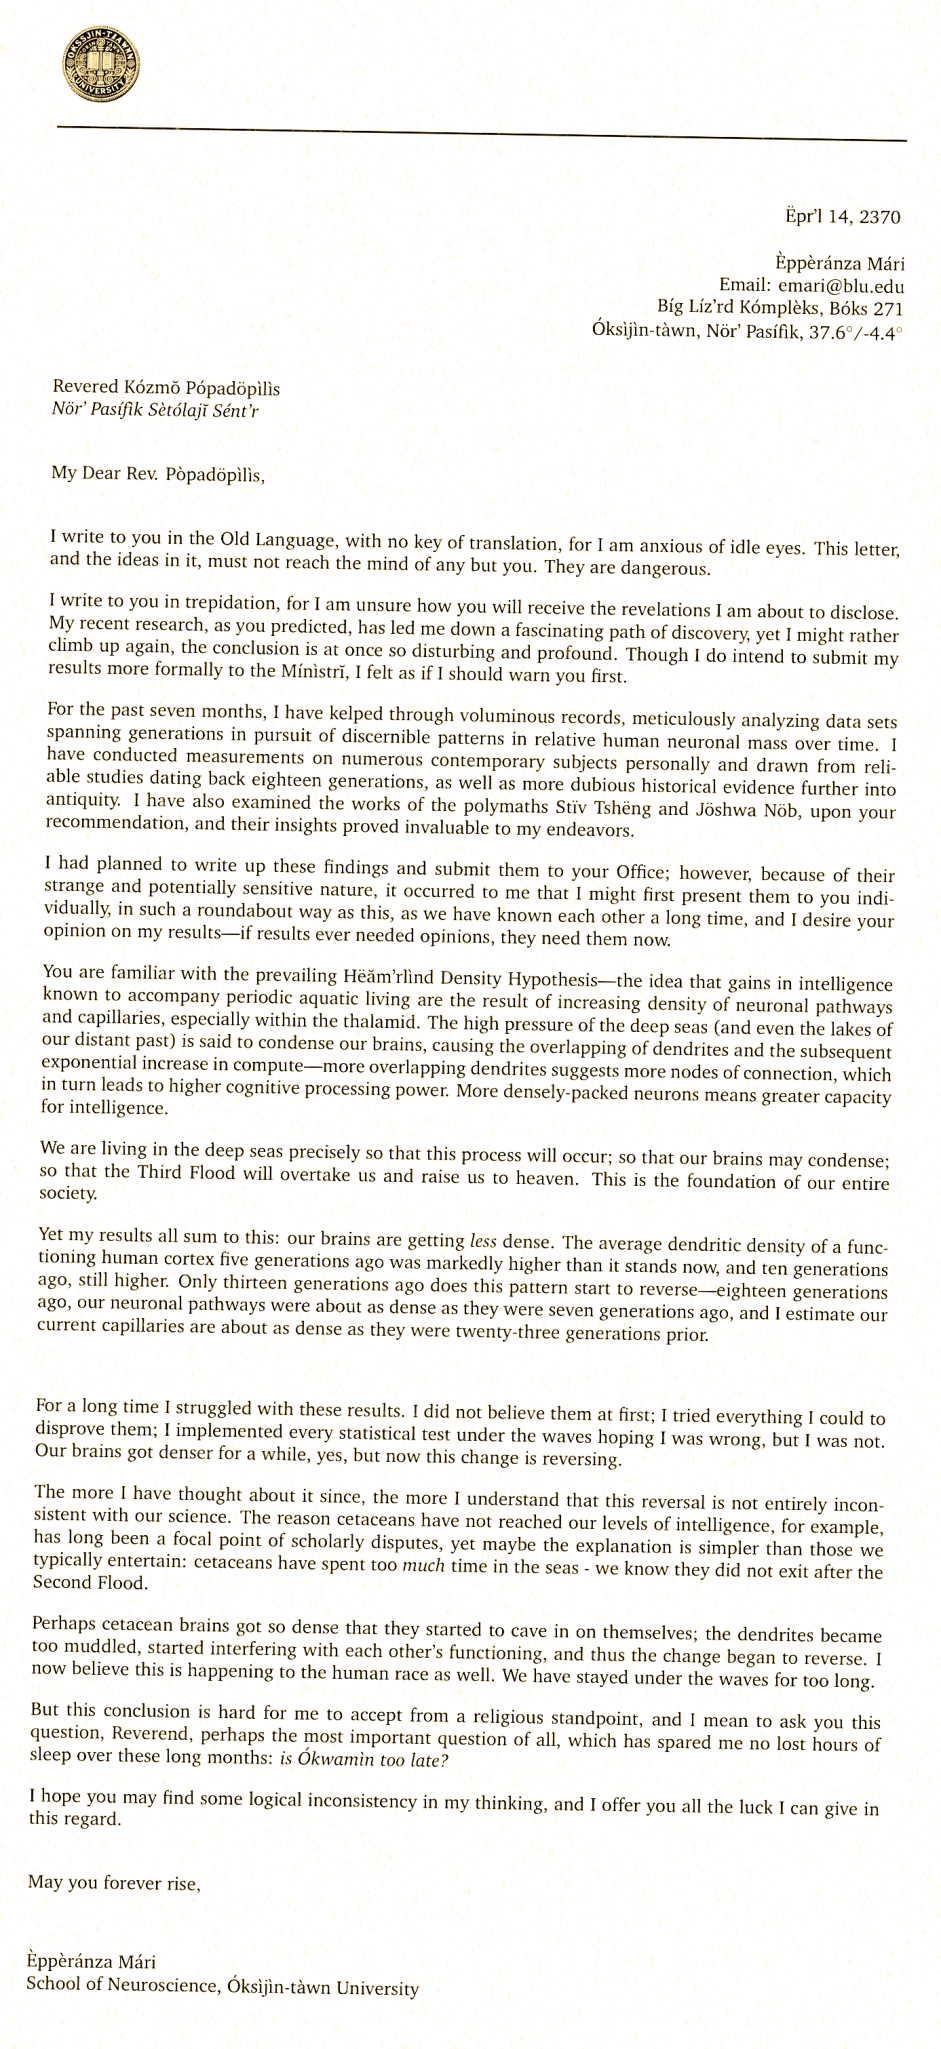 ÓKSSJIN-TZAWEN
UNIVERSITY
Ëpr'l 14, 2370
Èppèránza Mári
Email: emari@blu.edu
Bíg Líz'rd Kómplèks, Bóks 271
Óksìjìn-tàwn, Nör' Pasífìk, 37.6°/-4.4°
Revered Kózmŏ Pópadöpìlìs
Nör' Pasífìk Sètólajĭ Sént'r
My Dear Rev. Pòpadöpìlìs,
I write to you in the Old Language, with no key of translation, for I am anxious of idle eyes. This letter,
and the ideas in it, must not reach the mind of any but you. They are dangerous.
I write to you in trepidation, for I am unsure how you will receive the revelations I am about to disclose.
My recent research, as you predicted, has led me down a fascinating path of discovery, yet I might rather
climb up again, the conclusion is at once so disturbing and profound. Though I do intend to submit my
results more formally to the Mínìstrĭ, I felt as if I should warn you first.
For the past seven months, I have kelped through voluminous records, meticulously analyzing data sets
spanning generations in pursuit of discernible patterns in relative human neuronal mass over time. I
have conducted measurements on numerous contemporary subjects personally and drawn from reli-
able studies dating back eighteen generations, as well as more dubious historical evidence further into
antiquity. I have also examined the works of the polymaths Stïv Tshëng and Jöshwa Nöb, upon your
recommendation, and their insights proved invaluable to my endeavors.
I had planned to write up these findings and submit them to your Office; however, because of their
strange and potentially sensitive nature, it occurred to me that I might first present them to you indi-
vidually, in such a roundabout way as this, as we have known each other a long time, and I desire your
opinion on my results—if results ever needed opinions, they need them now.
You are familiar with the prevailing Hëăm'rlìnd Density Hypothesis—the idea that gains in intelligence
known to accompany periodic aquatic living are the result of increasing density of neuronal pathways
and capillaries, especially within the thalamid. The high pressure of the deep seas (and even the lakes of
our distant past) is said to condense our brains, causing the overlapping of dendrites and the subsequent
exponential increase in compute—more overlapping dendrites suggests more nodes of connection, which
in turn leads to higher cognitive processing power. More densely-packed neurons means greater capacity
for intelligence.
We are living in the deep seas precisely so that this process will occur; so that our brains may condense;
so that the Third Flood will overtake us and raise us to heaven. This is the foundation of our entire
society.
Yet my results all sum to this: our brains are getting less dense. The average dendritic density of a func-
tioning human cortex five generations ago was markedly higher than it stands now, and ten generations
ago, still higher. Only thirteen generations ago does this pattern start to reverse—eighteen generations
ago, our neuronal pathways were about as dense as they were seven generations ago, and I estimate our
current capillaries are about as dense as they were twenty-three generations prior.
For a long time I struggled with these results. I did not believe them at first; I tried everything I could to
disprove them; I implemented every statistical test under the waves hoping I was wrong, but I was not.
Our brains got denser for a while, yes, but now this change is reversing.
The more I have thought about it since, the more I understand that this reversal is not entirely incon-
sistent with our science. The reason cetaceans have not reached our levels of intelligence, for example,
has long been a focal point of scholarly disputes, yet maybe the explanation is simpler than those we
typically entertain: cetaceans have spent too much time in the seas - we know they did not exit after the
Second Flood.
Perhaps cetacean brains got so dense that they started to cave in on themselves; the dendrites became
too muddled, started interfering with each other's functioning, and thus the change began to reverse. I
now believe this is happening to the human race as well. We have stayed under the waves for too long.
But this conclusion is hard for me to accept from a religious standpoint, and I mean to ask you this
question, Reverend, perhaps the most important question of all, which has spared me no lost hours of
sleep over these long months: is Ókwamìn too late?
I hope you may find some logical inconsistency in my thinking, and I offer you all the luck I can give in
this regard.
May you forever rise,
Èppèránza Mári
School of Neuroscience, Óksìjìn-tàwn University